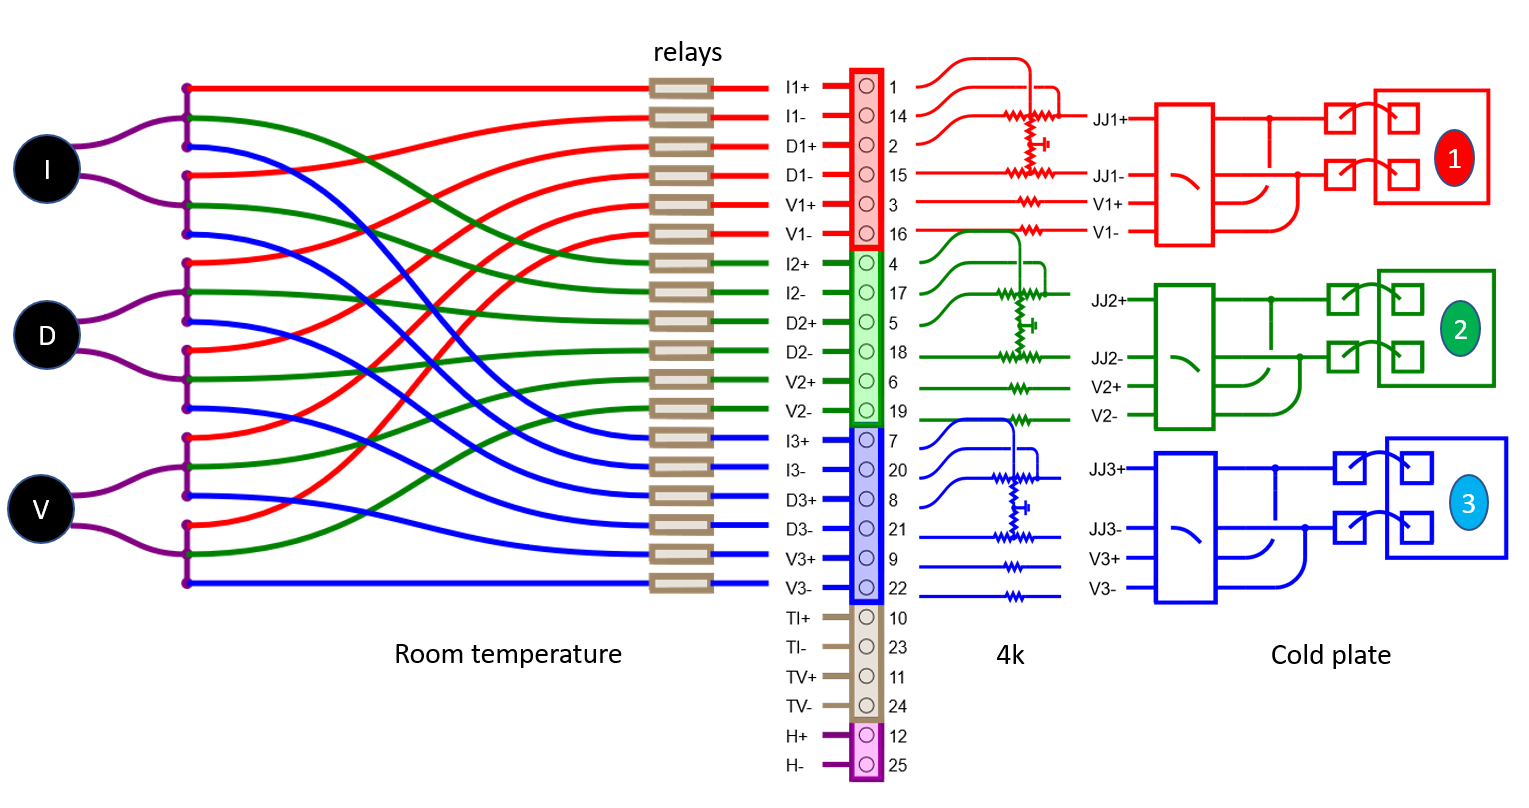 relays
I
D
V
I1+ 1
I1- 14
D1+ 2
D1- 15
V1+ 3
V1- 16
I2+ 4
I2- 17
D2+ 5
D2- 18
V2+ 6
V2- 19
I3+ 7
I3- 20
D3+ 8
D3- 21
V3+ 9
V3- 22
TI+ 10
TI- 23
TV+ 11
TV- 24
H+ 12
H- 25
JJ1+
JJ1-
V1+
V1-
1
JJ2+
JJ2-
V2+
V2-
2
JJ3+
JJ3-
V3+
V3-
3
Room temperature
4k
Cold plate